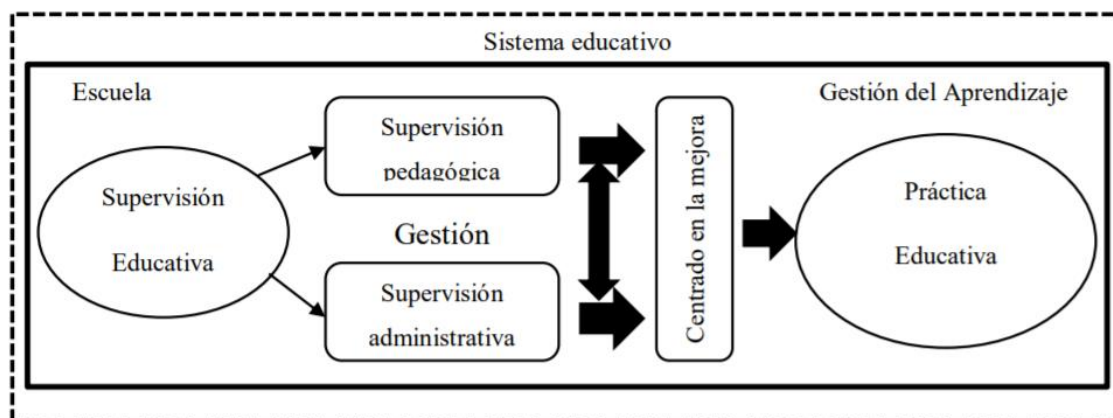 Sistema educativo
Escuela
Gestión del Aprendizaje
Supervisión
Educativa
Supervisión
pedagógica
Gestión
Supervisión
administrativa
Centrado en la mejora
Práctica
Educativa